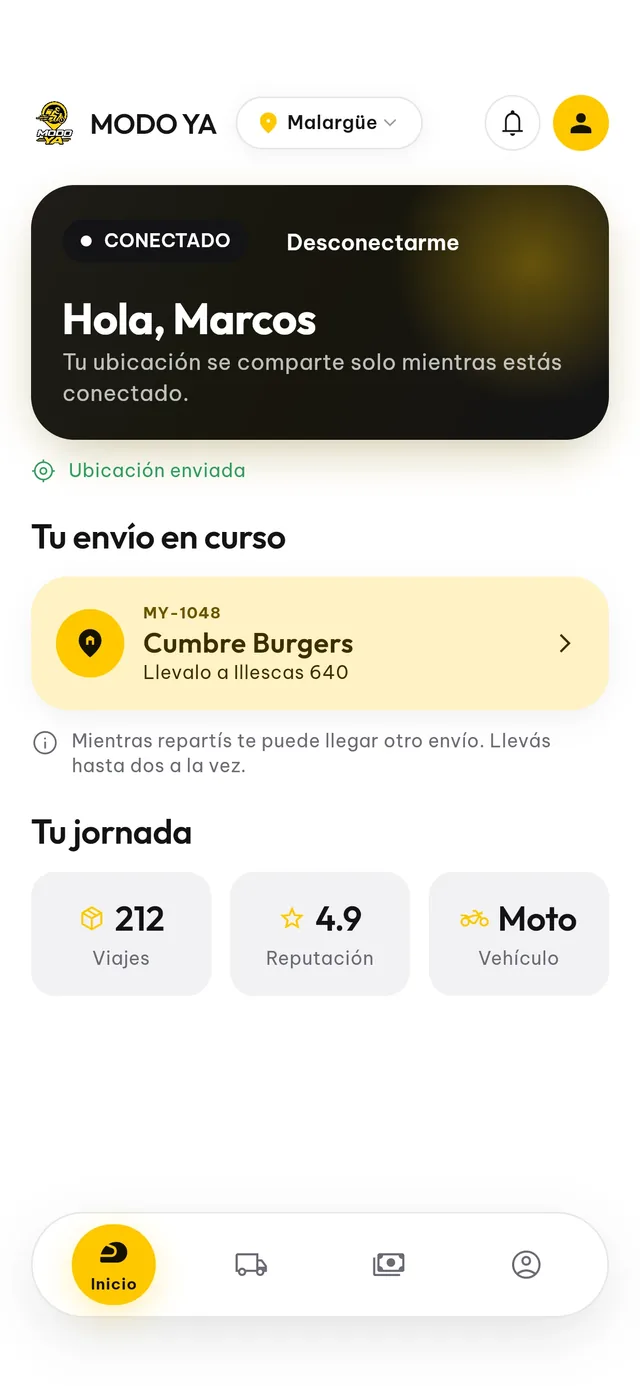 MODO YA
MODO YA
Malargüe
CONECTADO
Desconectarme
Hola, Marcos
Tu ubicación se comparte solo mientras estás
conectado.
Ubicación enviada
Tu envío en curso
MY-1048
Cumbre Burgers
Llevalo a Illescas 640
Mientras repartís te puede llegar otro envío. Llevás
hasta dos a la vez.
Tu jornada
212
Viajes
4.9
Reputación
Moto
Vehículo
Inicio